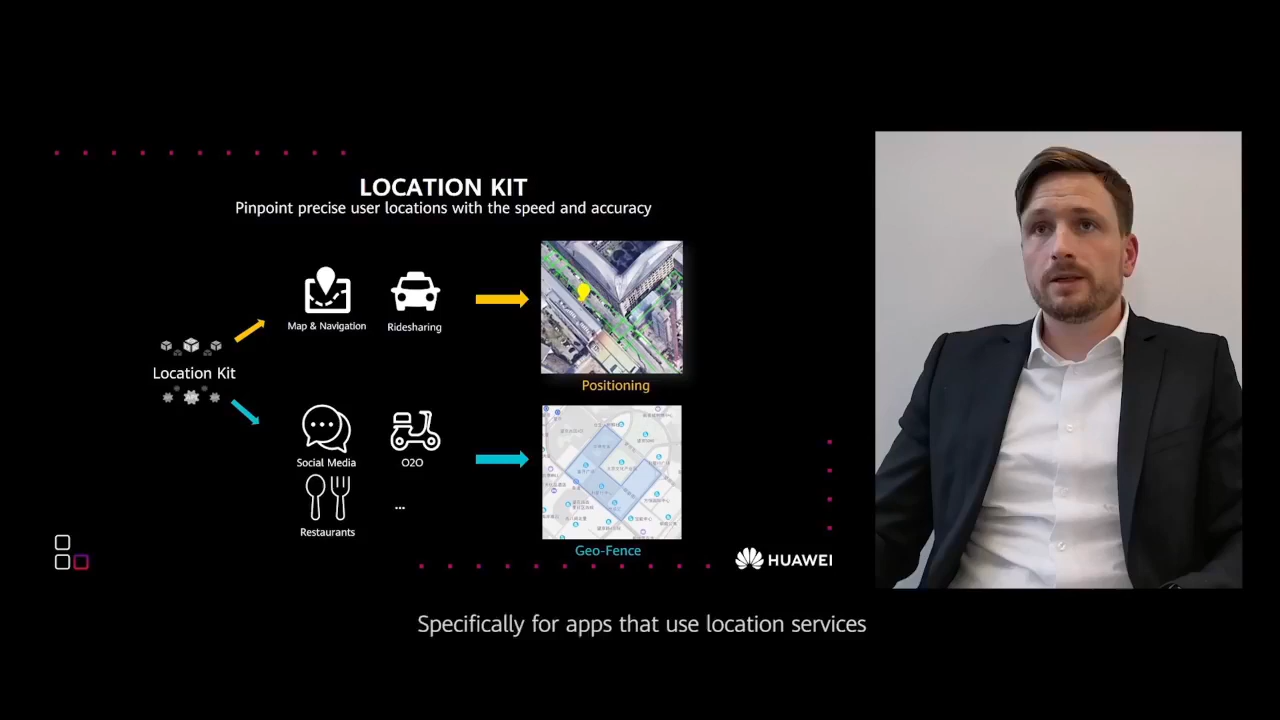 LOCATION KIT
Pinpoint precise user locations with the speed and accuracy
Map & Navigation
Ridesharing
Location Kit
Positioning
Social Media
O2O
Restaurants
...
Geo-Fence
HUAWEI
Specifically for apps that use location services